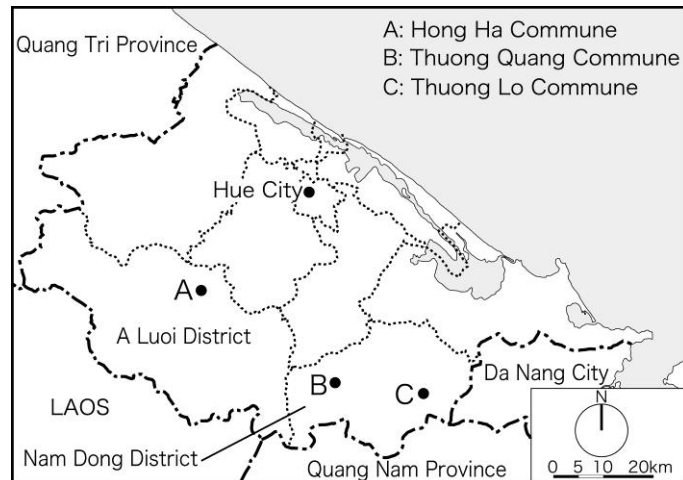 Quang Tri Province
A: Hong Ha Commune
B: Thuong Quang Commune
C: Thuong Lo Commune
Hue City
A
A Luoi District
B
C
Da Nang City
LAOS
Nam Dong District
Quang Nam Province
N
0 5 10 20km